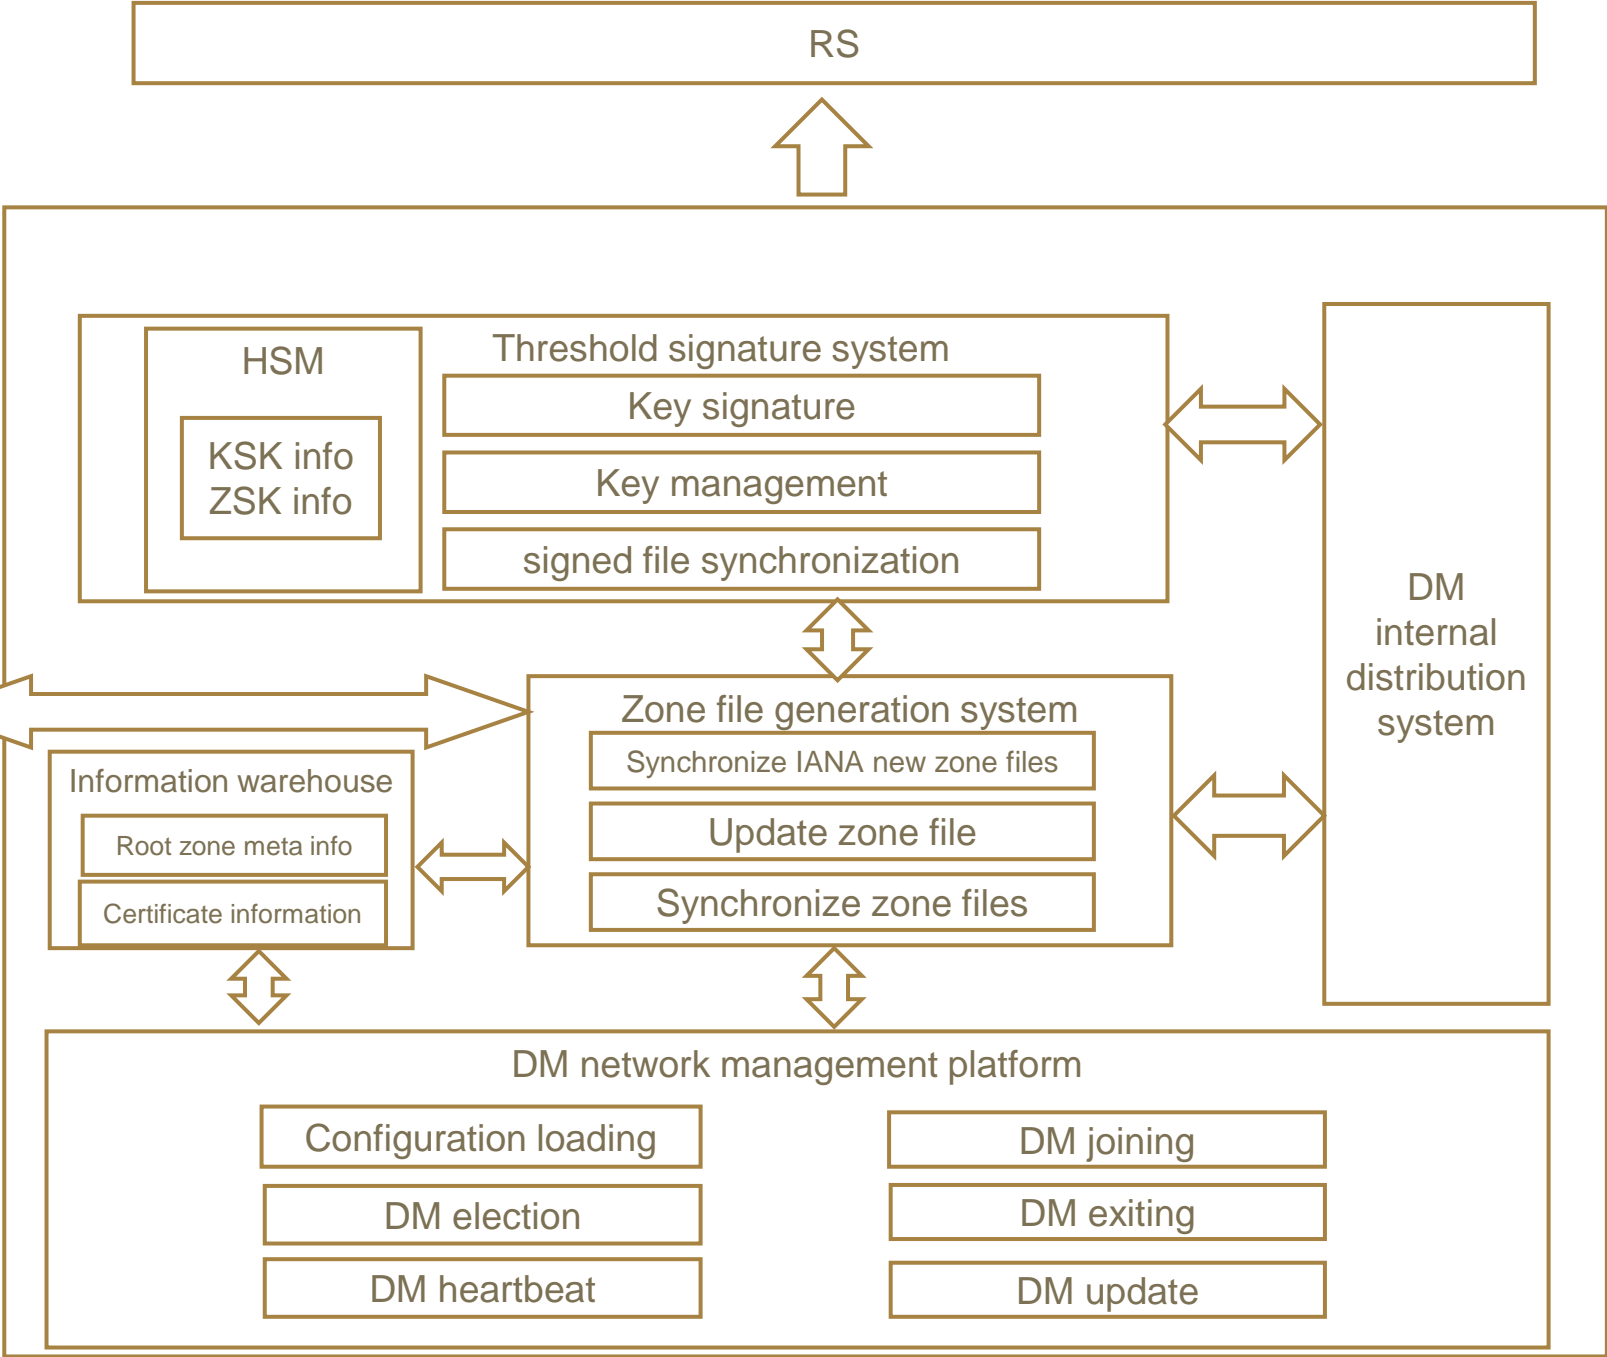 RS
Threshold signature system
HSM
KSK info
ZSK info
Key signature
Key management
signed file synchronization
DM
internal
distribution
system
Zone file generation system
Synchronize IANA new zone files
Update zone file
Synchronize zone files
Information warehouse
Root zone meta info
Certificate information
DM network management platform
Configuration loading
DM election
DM heartbeat
DM joining
DM exiting
DM update